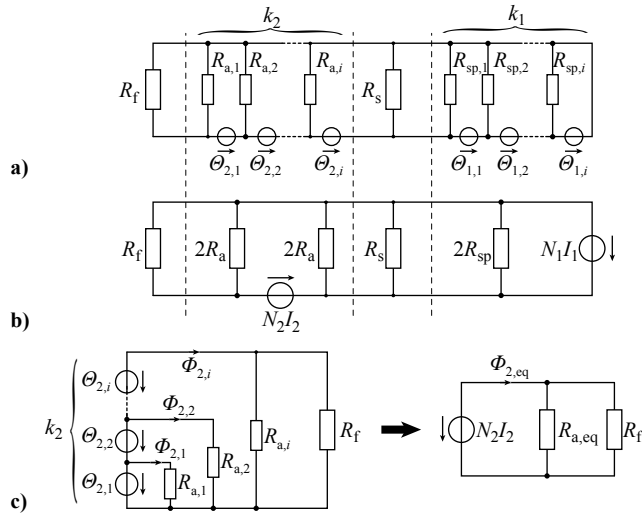 k2 k1
Ra,1 Ra,2 Ra,i Rsp,1 Rsp,2 Rsp,i
Rf Rs
Θ2,1 Θ2,2 Θ2,i Θ1,1 Θ1,2 Θ1,i
a)
Rf 2Ra 2Ra Rs 2Rsp N1I1
N2I2
b)
Φ2,i Φ2,eq
Θ2,i
Φ2,2
k2 Θ2,2 Ra,i Rf N2I2 Ra,eq Rf
Φ2,1 Ra,2
Θ2,1 Ra,1
c)